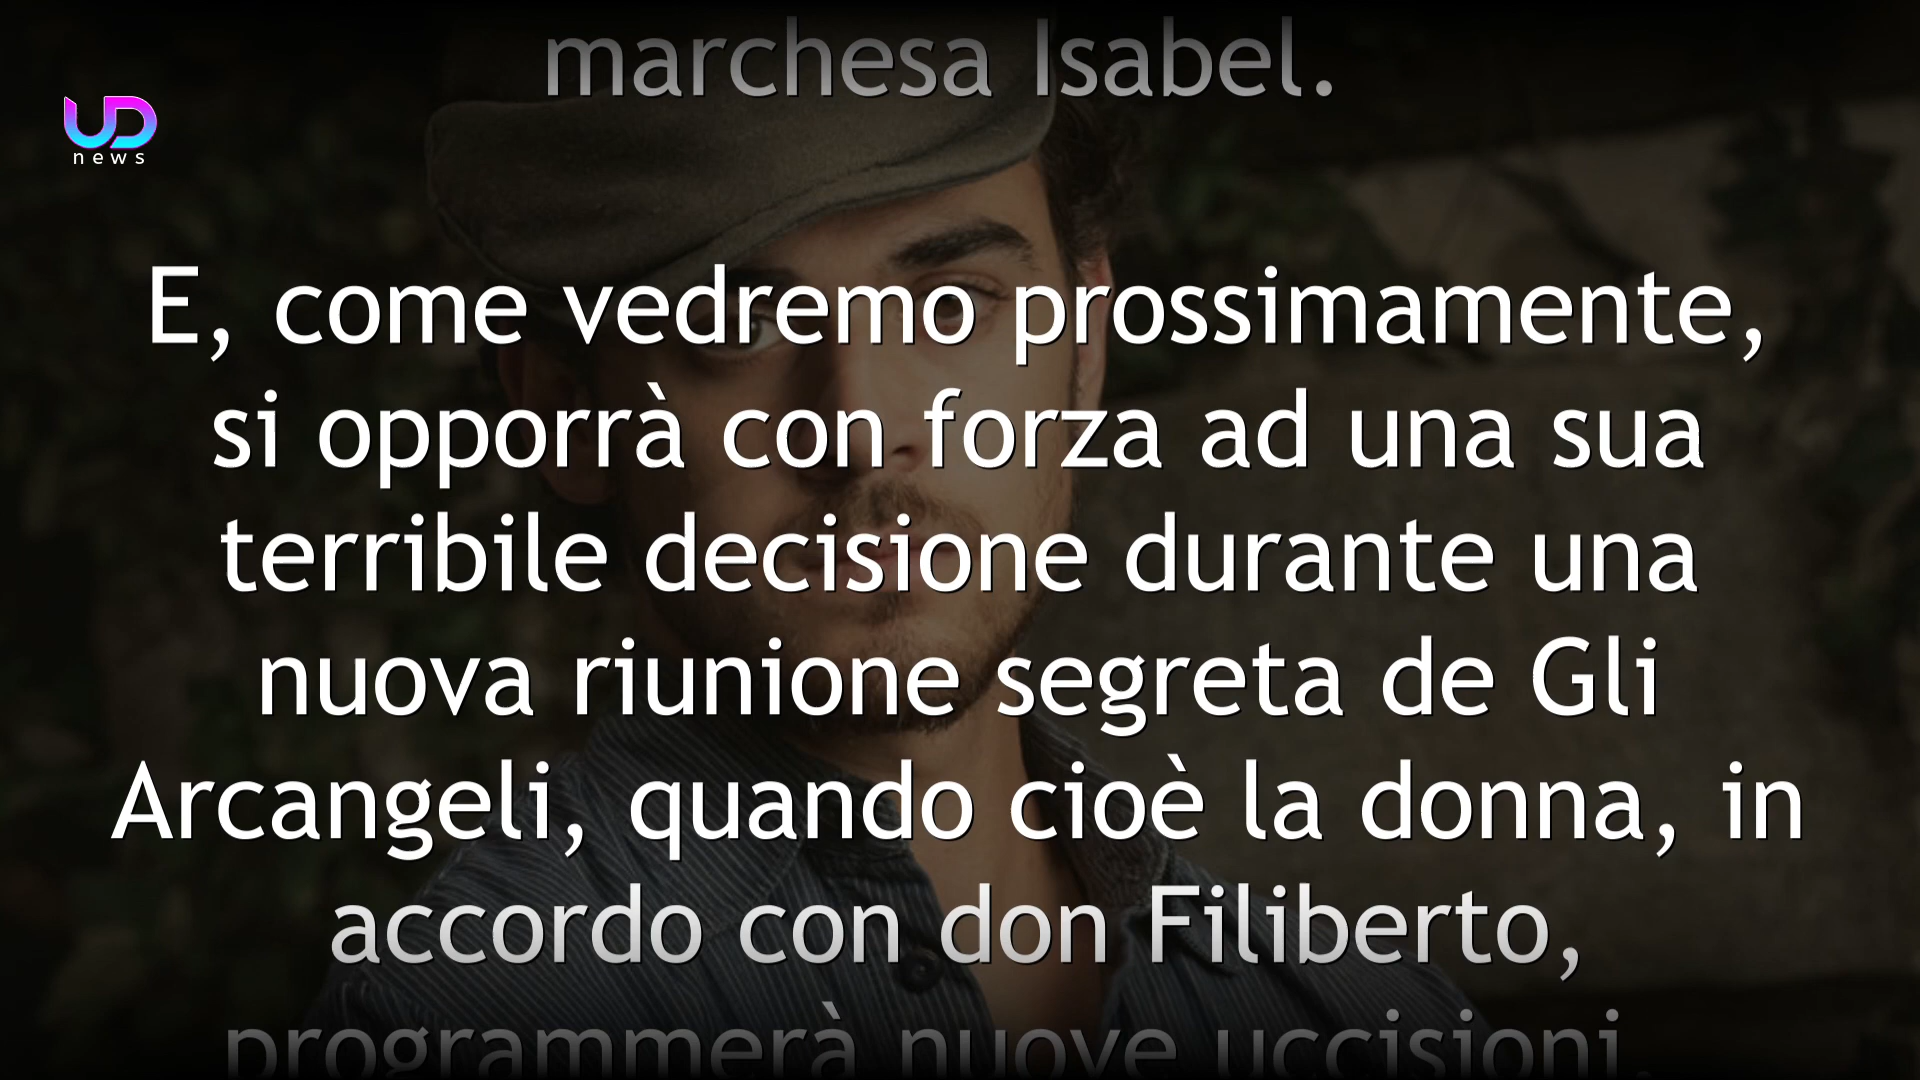 marchesa Isabel.
UD
news
E, come vedremo prossimamente,
si opporrà con forza ad una sua
terribile decisione durante una
nuova riunione segreta de Gli
Arcangeli, quando cioè la donna, in
accordo con don Filiberto,
programmerà nuove uccisioni.